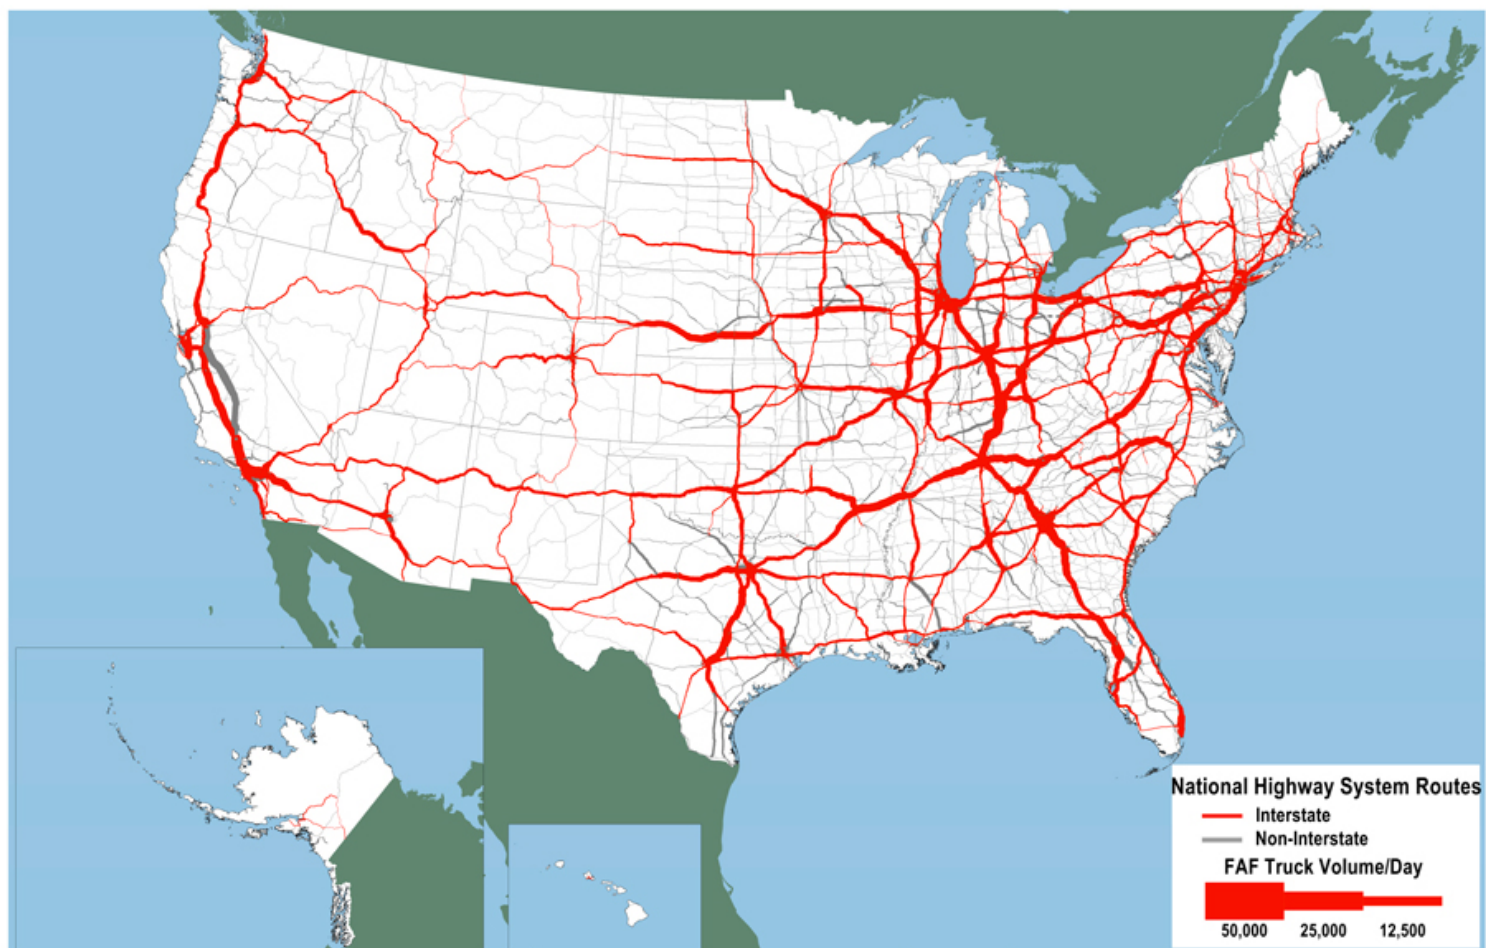 National Highway System Routes
Interstate
Non-Interstate
FAF Truck Volume/Day
50,000 25,000 12,500